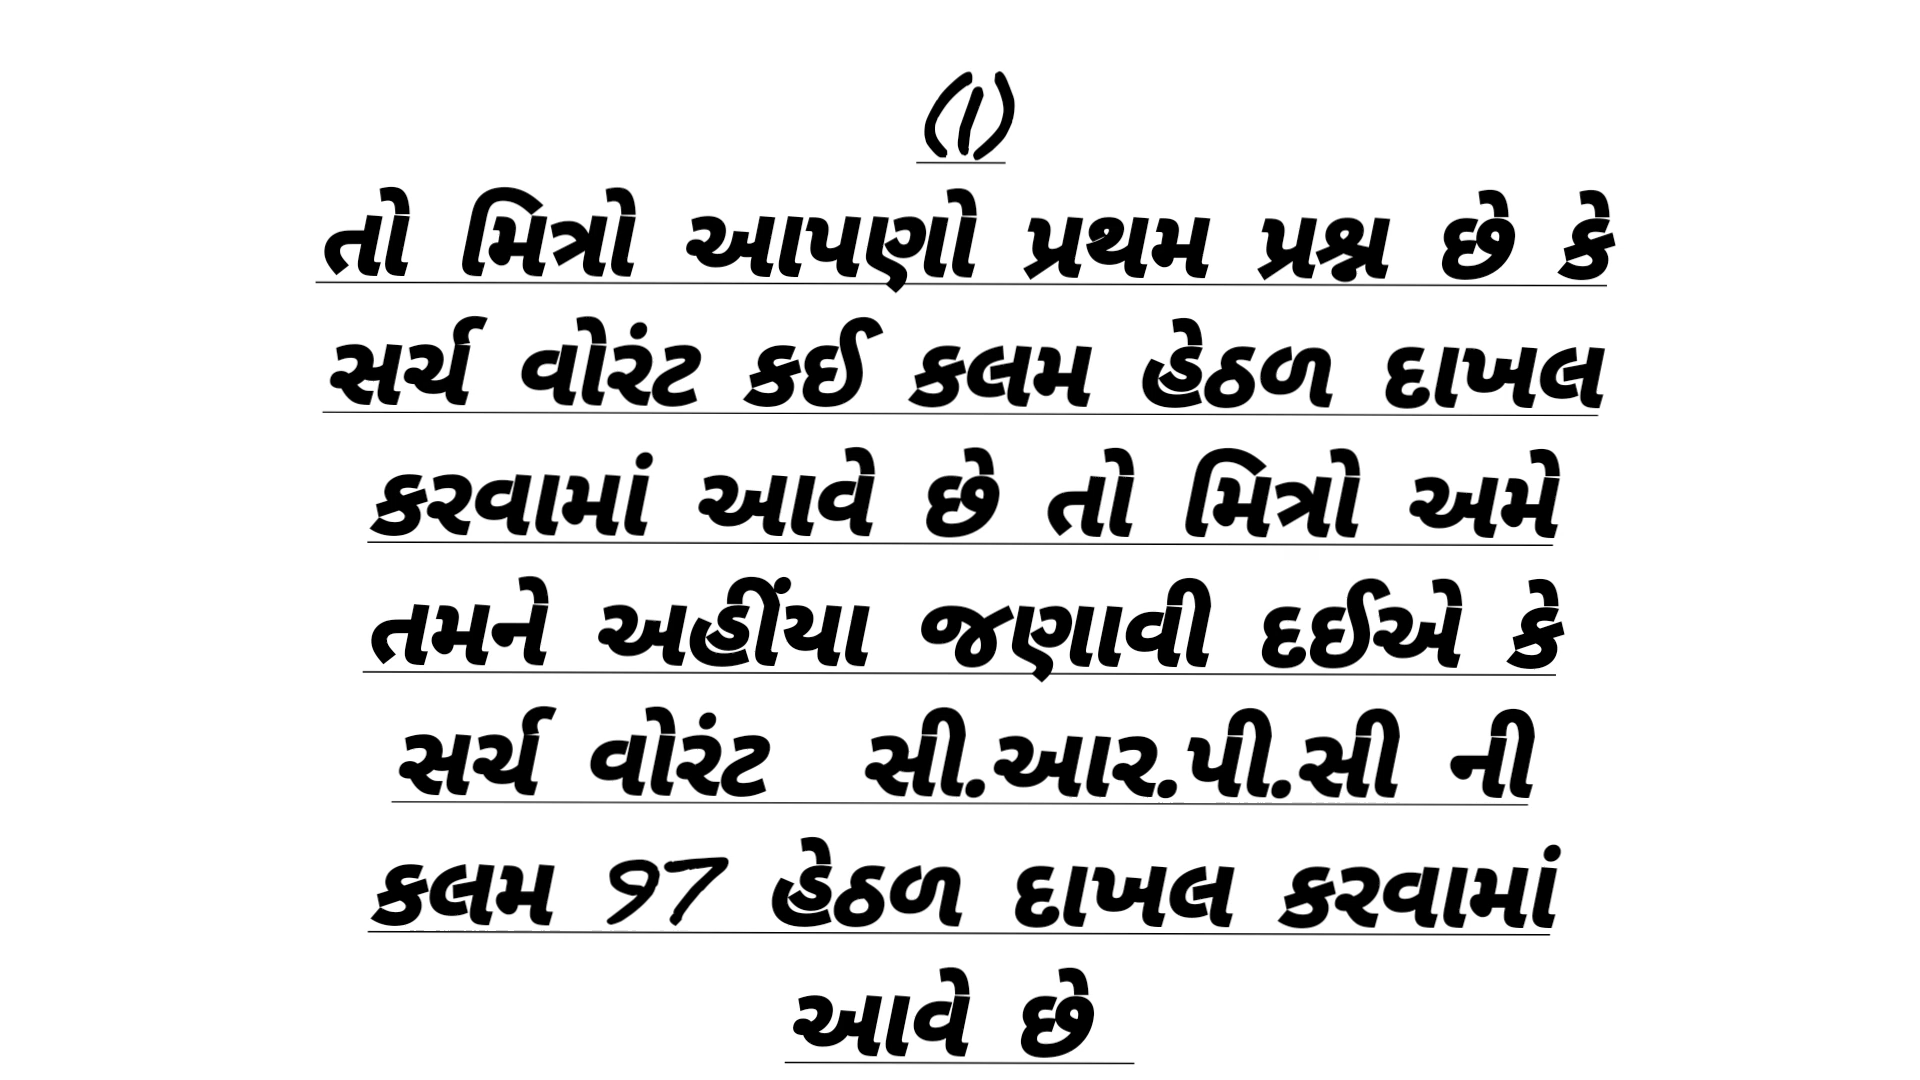 (1)
તો મિત્રો આપણો પ્રથમ પ્રશ્ન છે કે
સર્ચ વોરંટ કઈ કલમ હેઠળ દાખલ
કરવામાં આવે છે તો મિત્રો અમે
તમને અહીંયા જણાવી દઈએ કે
સર્ચ વોરંટ સી.આર.પી.સી ની
કલમ 97 હેઠળ દાખલ કરવામાં
આવે છે